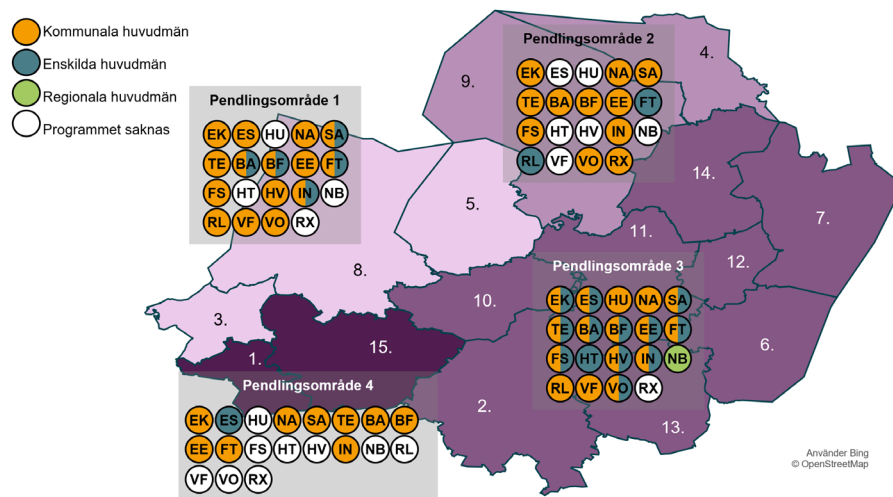 Kommunala huvudmän
Enskilda huvudmän
Regionala huvudmän
Programmet saknas
Pendlingsområde 1
EK ES HU NA SA
TE BA BF EE FT
FS HT HV IN NB
RL VF VO RX
Pendlingsområde 2
EK ES HU NA SA
TE BA BF EE FT
FS HT HV IN NB
RL VF VO RX
9.
4.
14.
7.
5.
8.
11.
12.
Pendlingsområde 3
EK ES HU NA SA
TE BA BF EE FT
FS HT HV IN NB
RL VF VO RX
10.
3.
1.
15.
6.
2.
13.
Pendlingsområde 4
EK ES HU NA SA TE BA BF
EE FT FS HT HV IN NB RL
VF VO RX
Använder Bing
© OpenStreetMap